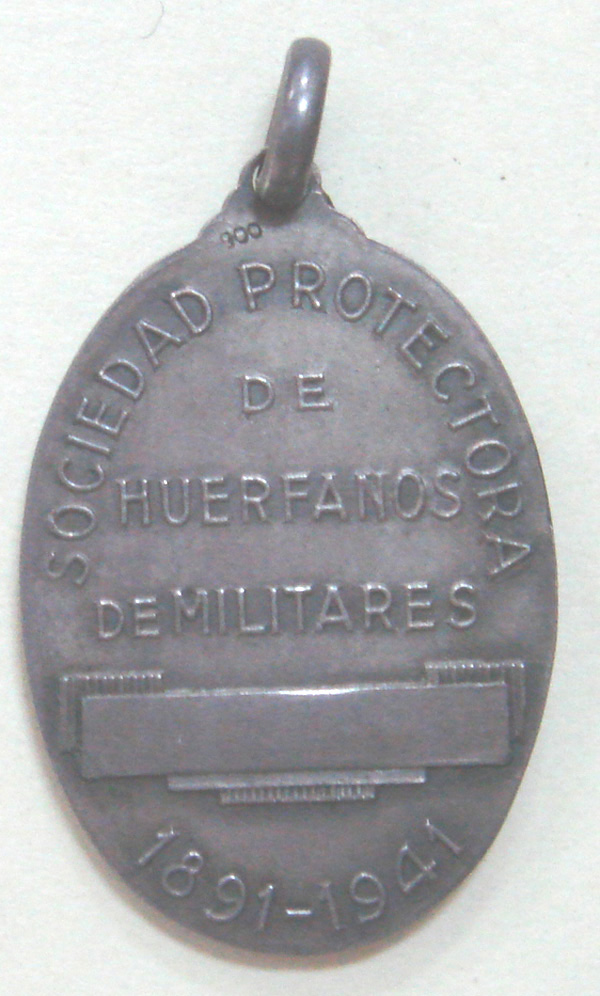 900
SOCIEDAD PROTECTORA
DE
HUERFANOS
DE MILITARES
1891-1941